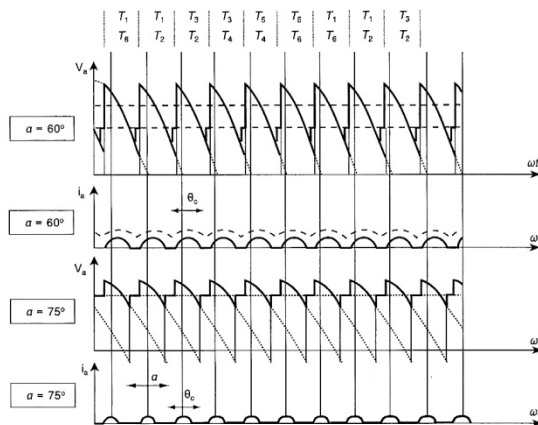 T1 T1 T3 T3 T5 T5 T1 T1 T3
T6 T2 T2 T4 T4 T6 T6 T2 T2
Va
a = 60°
ωt
ia
θc
a = 60°
ω
Va
a = 75°
ω
ia
a
θc
a = 75°
ω